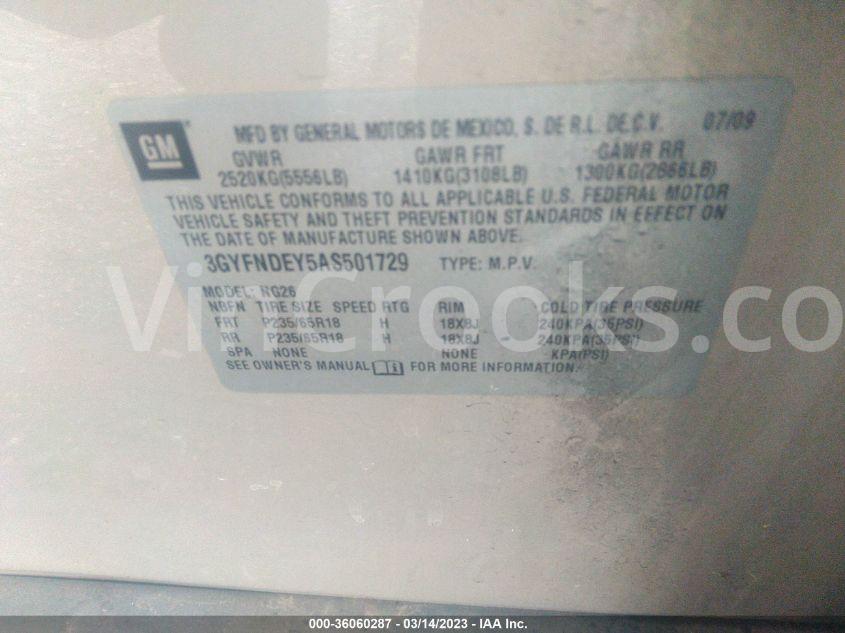 GM
MFD BY GENERAL MOTORS DE MEXICO, S. DE R.L. DE C.V. 07/09
GVWR GAWR FRT GAWR RR
2520KG(5556LB) 1410KG(3108LB) 1300KG(2866LB)
THIS VEHICLE CONFORMS TO ALL APPLICABLE U.S. FEDERAL MOTOR
VEHICLE SAFETY AND THEFT PREVENTION STANDARDS IN EFFECT ON
THE DATE OF MANUFACTURE SHOWN ABOVE.
3GYFNDEY5AS501729 TYPE: M.P.V.
MODEL: NG26
TIRE SIZE SPEED RTG RIM COLD TIRE PRESSURE
FRT P235/65R18 H 18X8J 240KPA(35PSI)
RR P235/65R18 H 18X8J - 240KPA(35PSI)
SPA NONE NONE KPA(PSI)
SEE OWNER'S MANUAL FOR MORE INFORMATION.
VinCrooks.com
000-36060287 - 03/14/2023 - IAA Inc.